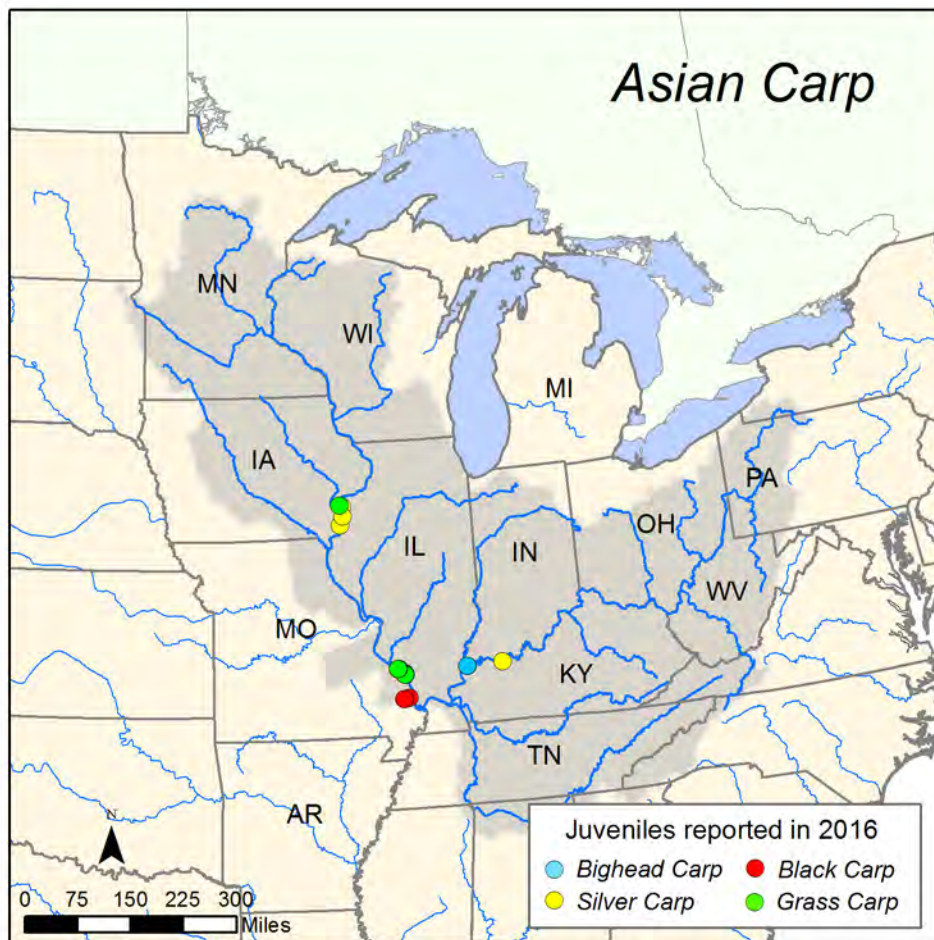 Asian Carp
MN
WI
MI
IA
PA
IL
IN
OH
WV
MO
KY
TN
AR
N
0 75 150 225 300
Miles
Juveniles reported in 2016
Bighead Carp Black Carp
Silver Carp Grass Carp